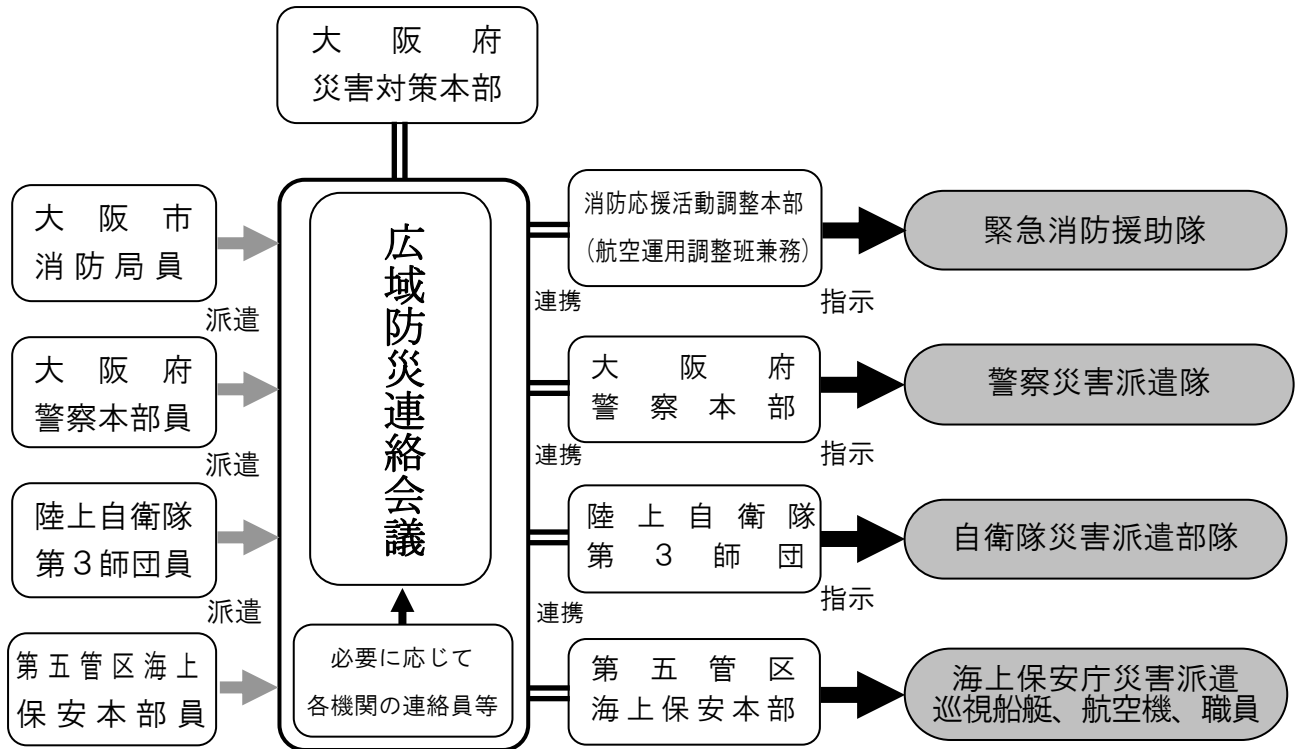 大阪府
災害対策本部
大阪市
消防局員
派遣
大阪府
警察本部員
派遣
陸上自衛隊
第3師団員
派遣
第五管区海上
保安本部員
広域防災連絡会議
必要に応じて
各機関の連絡員等
消防応援活動調整本部
(航空運用調整班兼務)
連携
大阪府
警察本部
連携
陸上自衛隊
第3師団
連携
第五管区
海上保安本部
指示
指示
指示
緊急消防援助隊
警察災害派遣隊
自衛隊災害派遣部隊
海上保安庁災害派遣
巡視船艇、航空機、職員